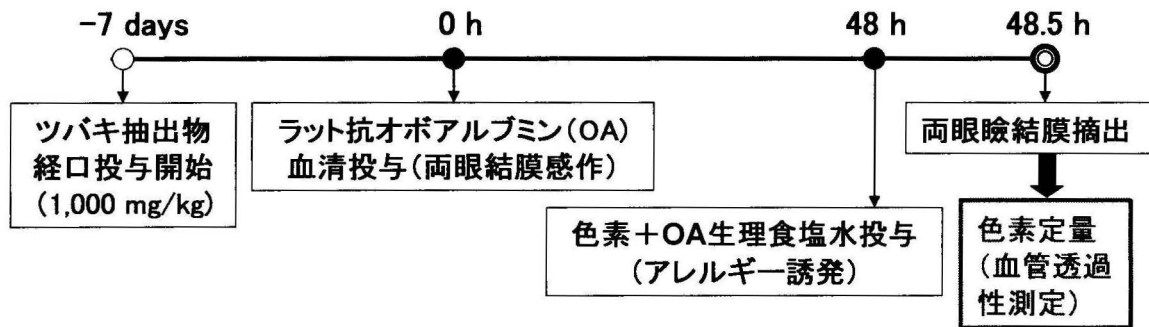 −7 days
0 h
48 h
48.5 h
ツバキ抽出物
経口投与開始
(1,000 mg/kg)
ラット抗オボアルブミン(OA)
血清投与(両眼結膜感作)
色素＋OA生理食塩水投与
(アレルギー誘発)
両眼瞼結膜摘出
色素定量
(血管透過
性測定)